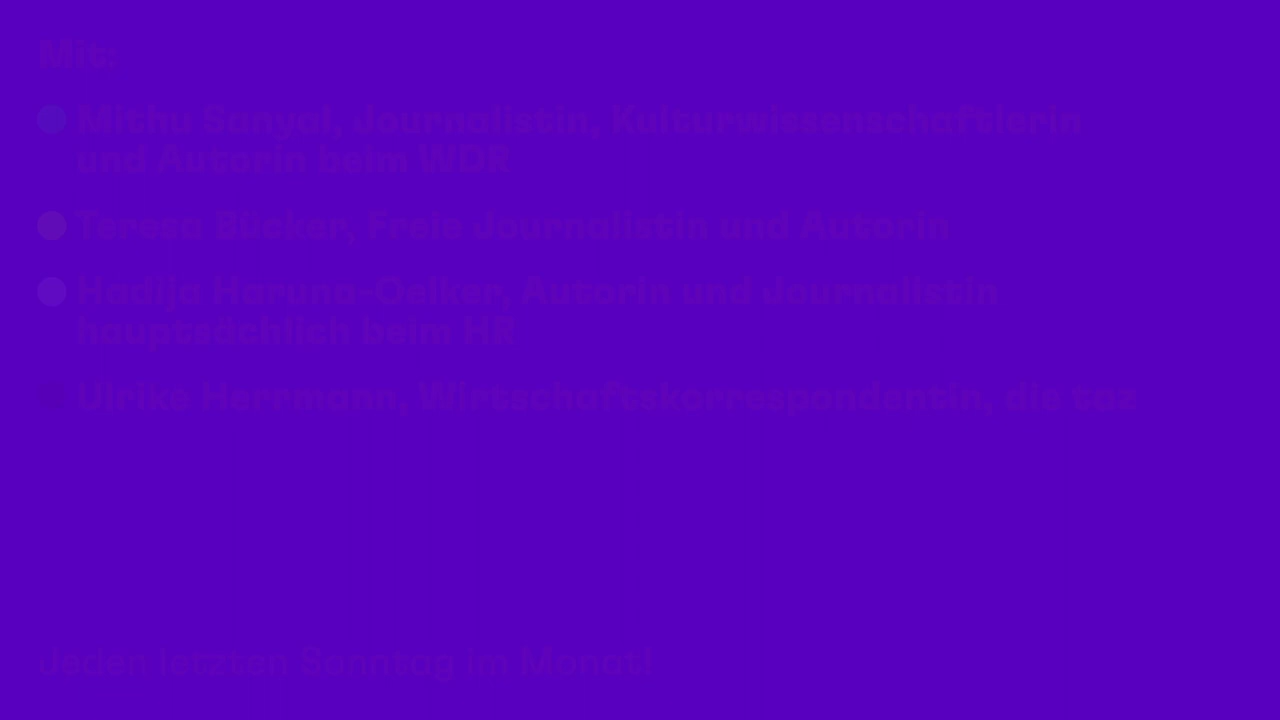 Mit:
Mithu Sanyal, Journalistin, Kulturwissenschaftlerin
und Autorin beim WDR
Teresa Bücker, Freie Journalistin und Autorin
Hadija Haruna-Oelker, Autorin und Journalistin
hauptsächlich beim HR
Ulrike Herrmann, Wirtschaftskorrespondentin, die taz
Jeden letzten Sonntag im Monat!